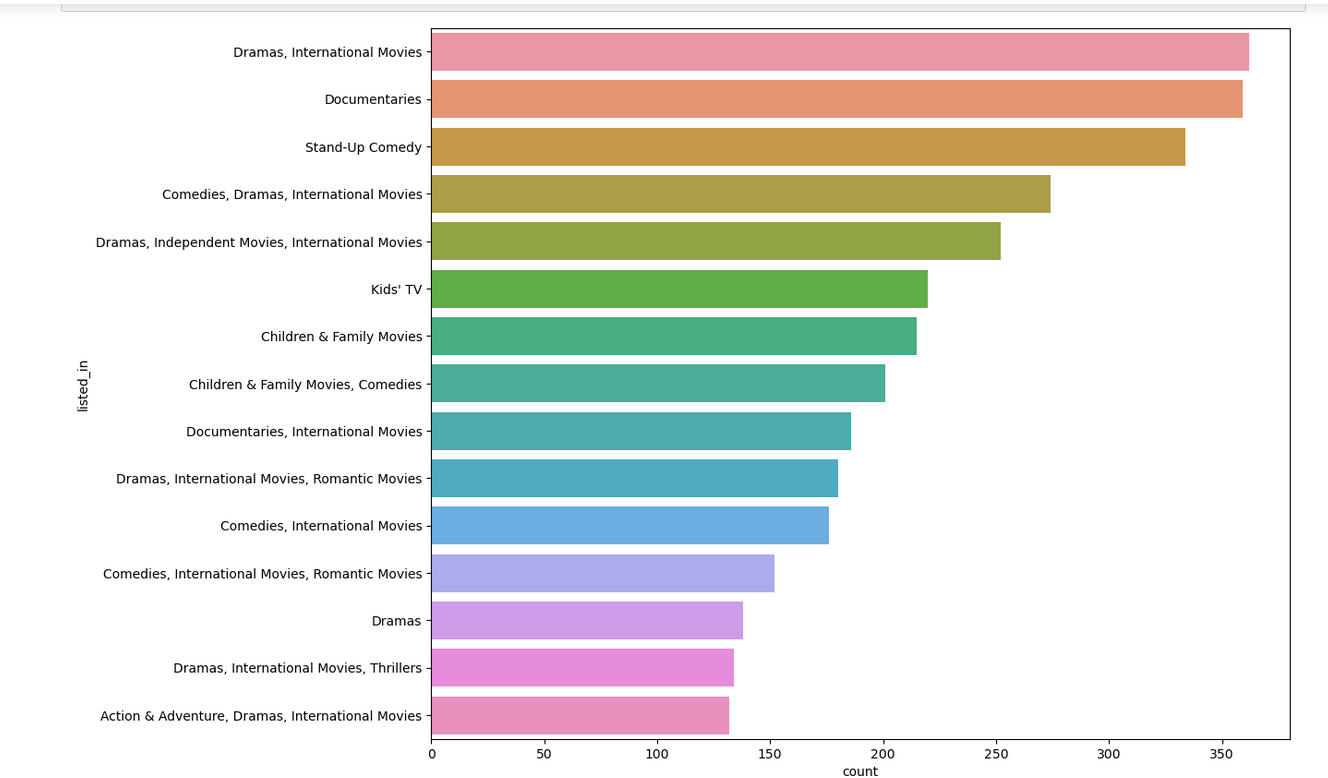 Dramas, International Movies
Documentaries
Stand-Up Comedy
Comedies, Dramas, International Movies
Dramas, Independent Movies, International Movies
Kids' TV
Children & Family Movies
Children & Family Movies, Comedies
Documentaries, International Movies
Dramas, International Movies, Romantic Movies
Comedies, International Movies
Comedies, International Movies, Romantic Movies
Dramas
Dramas, International Movies, Thrillers
Action & Adventure, Dramas, International Movies
listed_in
0 50 100 150 200 250 300 350
count